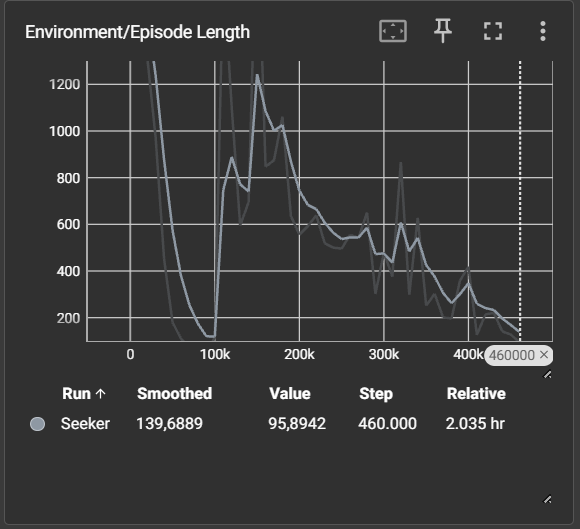 Environment/Episode Length
1200
1000
800
600
400
200
0 100k 200k 300k 400k 460000 ×
Run ↑ Smoothed Value Step Relative
Seeker 139,6889 95,8942 460.000 2.035 hr